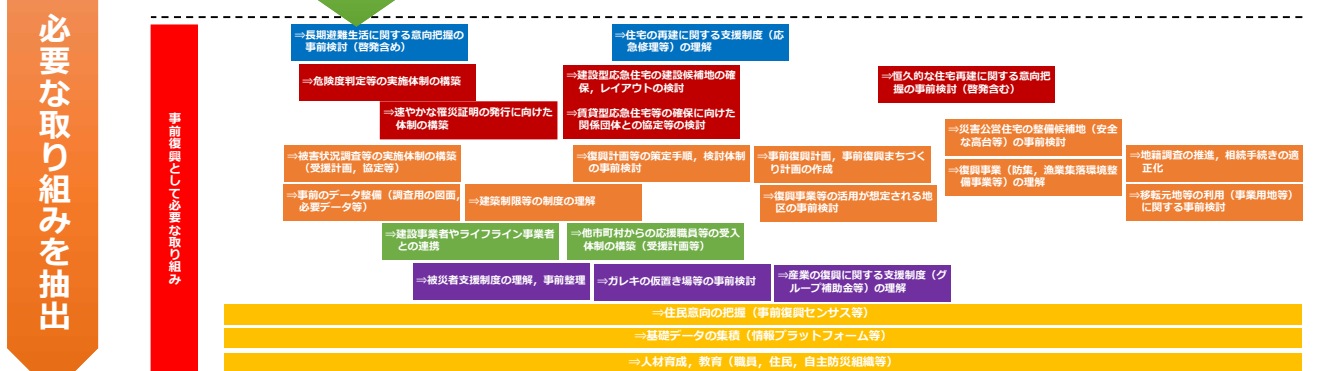 必要な取り組みを抽出
事前復興として必要な取り組み
⇒長期避難生活に関する意向把握の
事前検討（啓発含め）
⇒住宅の再建に関する支援制度（応
急修理等）の理解
⇒危険度判定等の実施体制の構築
⇒建設型応急住宅の建設候補地の確
保，レイアウトの検討
⇒恒久的な住宅再建に関する意向把
握の事前検討（啓発含む）
⇒速やかな罹災証明の発行に向けた
体制の構築
⇒賃貸型応急住宅等の確保に向けた
関係団体との協定等の検討
⇒災害公営住宅の整備候補地（安全
な高台等）の事前検討
⇒被害状況調査等の実施体制の構築
（受援計画，協定等）
⇒復興計画等の策定手順，検討体制
の事前検討
⇒事前復興計画，事前復興まちづく
り計画の作成
⇒復興事業（防集，漁業集落環境整
備事業等）の理解
⇒地籍調査の推進，相続手続きの適
正化
⇒事前のデータ整備（調査用の図面，
必要データ等）
⇒建築制限等の制度の理解
⇒復興事業等の活用が想定される地
区の事前検討
⇒移転元地等の利用（事業用地等）
に関する事前検討
⇒建設事業者やライフライン事業者
との連携
⇒他市町村からの応援職員等の受入
体制の構築（受援計画等）
⇒被災者支援制度の理解，事前整理
⇒ガレキの仮置き場等の事前検討
⇒産業の復興に関する支援制度（グ
ループ補助金等）の理解
⇒住民意向の把握（事前復興センサス等）
⇒基礎データの集積（情報プラットフォーム等）
⇒人材育成，教育（職員，住民，自主防災組織等）